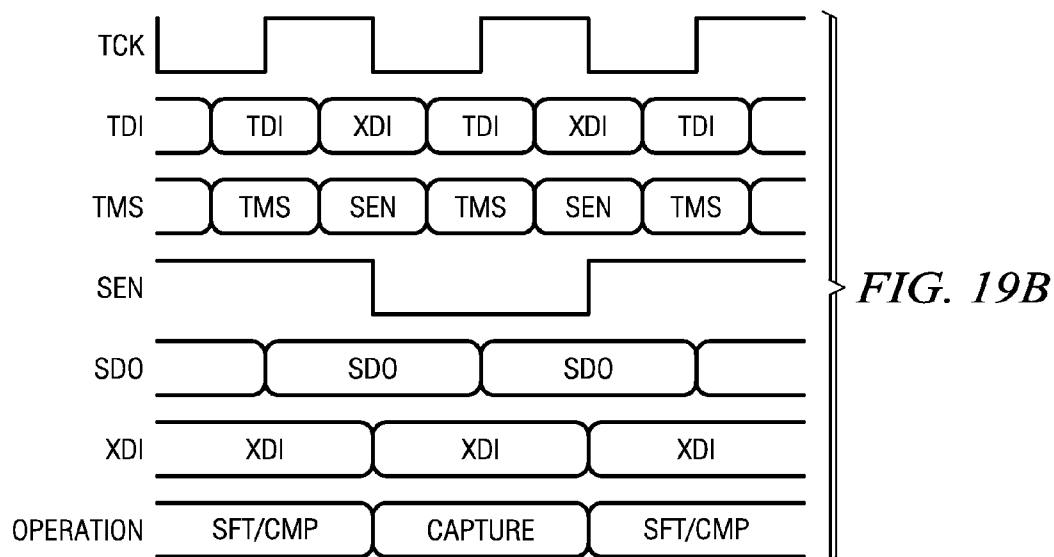 TCK
TDI TDI XDI TDI XDI TDI
TMS TMS SEN TMS SEN TMS
SEN
SDO SDO SDO
XDI XDI XDI XDI
OPERATION SFT/CMP CAPTURE SFT/CMP
FIG. 19B